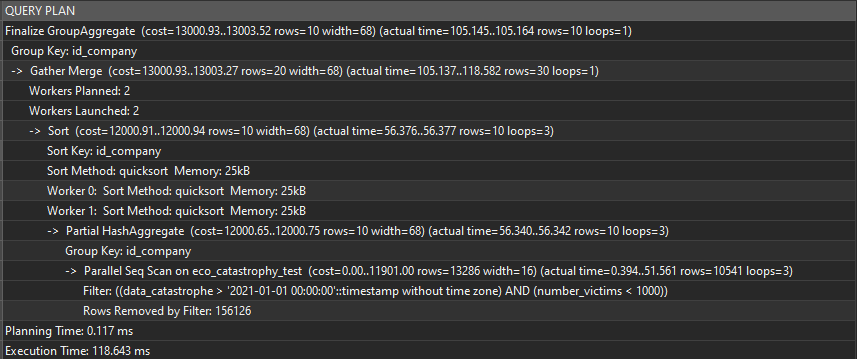 QUERY PLAN
Finalize GroupAggregate (cost=13000.93..13003.52 rows=10 width=68) (actual time=105.145..105.164 rows=10 loops=1)
Group Key: id_company
-> Gather Merge (cost=13000.93..13003.27 rows=20 width=68) (actual time=105.137..118.582 rows=30 loops=1)
Workers Planned: 2
Workers Launched: 2
-> Sort (cost=12000.91..12000.94 rows=10 width=68) (actual time=56.376..56.377 rows=10 loops=3)
Sort Key: id_company
Sort Method: quicksort Memory: 25kB
Worker 0: Sort Method: quicksort Memory: 25kB
Worker 1: Sort Method: quicksort Memory: 25kB
-> Partial HashAggregate (cost=12000.65..12000.75 rows=10 width=68) (actual time=56.340..56.342 rows=10 loops=3)
Group Key: id_company
-> Parallel Seq Scan on eco_catastrophy_test (cost=0.00..11901.00 rows=13286 width=16) (actual time=0.394..51.561 rows=10541 loops=3)
Filter: ((data_catastrophe > '2021-01-01 00:00:00'::timestamp without time zone) AND (number_victims < 1000))
Rows Removed by Filter: 156126
Planning Time: 0.117 ms
Execution Time: 118.643 ms